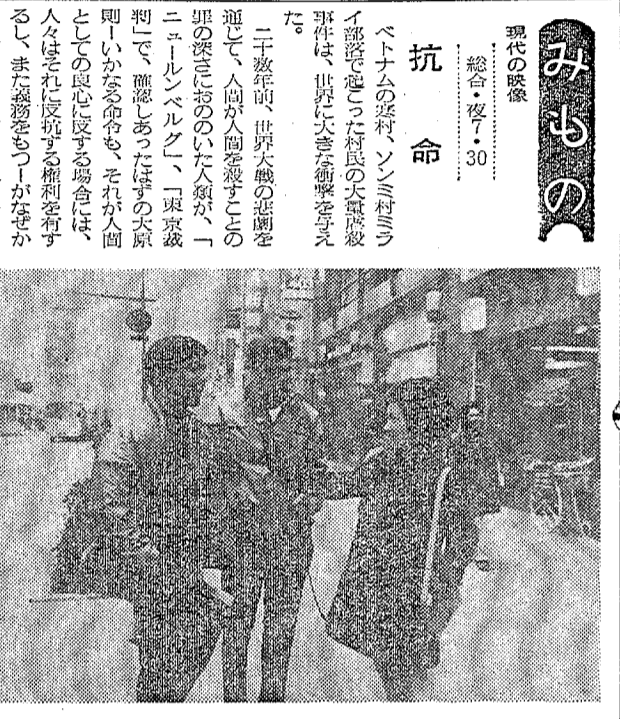 みもの
現代の映像
総合・夜7・30
抗命
ベトナムの寒村、ソンミ村ミラ
イ部落で起こった村民の大量虐殺
事件は、世界に大きな衝撃を与え
た。
二十数年前、世界大戦の悲劇を
通じて、人間が人間を殺すことの
罪の深さにおののいた人類が、「
ニュールンベルグ」、「東京裁
判」で、確認しあったはずの大原
則―いかなる命令も、それが人間
としての良心に反する場合には、
人々はそれに反抗する権利を有す
るし、また義務をもつ―がなぜか